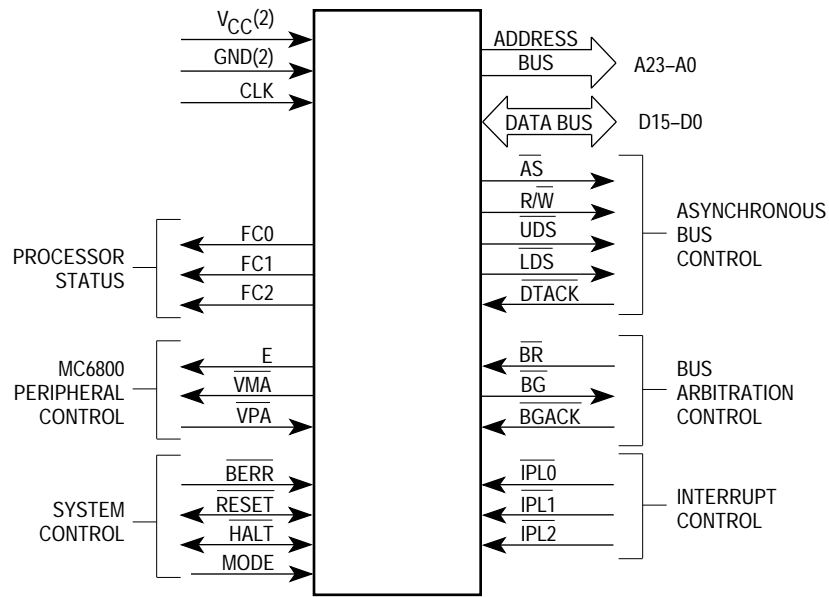 VCC(2)
GND(2)
CLK
ADDRESS
BUS
A23–A0
DATA BUS
D15–D0
PROCESSOR
STATUS
FC0
FC1
FC2
AS
R/W
UDS
LDS
DTACK
ASYNCHRONOUS
BUS
CONTROL
MC6800
PERIPHERAL
CONTROL
E
VMA
VPA
BR
BG
BGACK
BUS
ARBITRATION
CONTROL
SYSTEM
CONTROL
BERR
RESET
HALT
MODE
IPL0
IPL1
IPL2
INTERRUPT
CONTROL